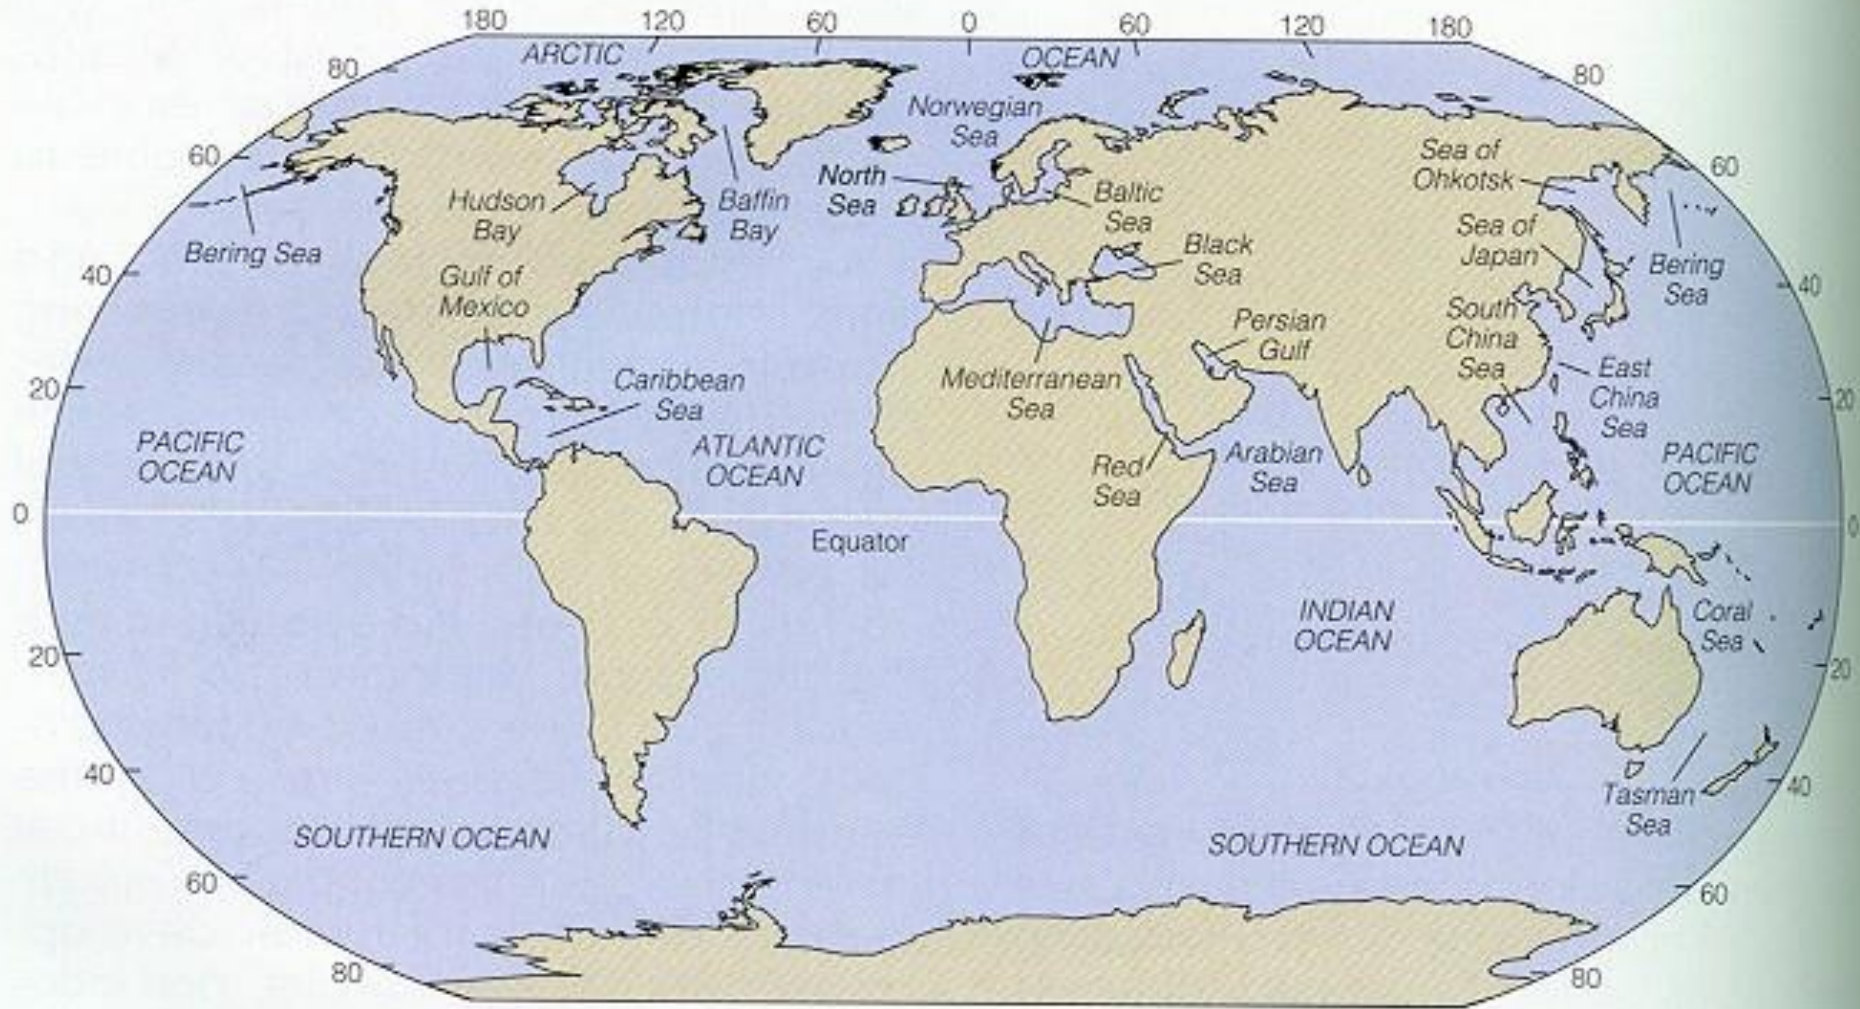 180 120 60 0 60 120 180
ARCTIC
OCEAN
80
80
Norwegian
Sea
60
60
North
Sea
Sea of
Ohkotsk
Hudson
Bay
Baffin
Bay
Baltic
Sea
Bering Sea
Black
Sea
Sea of
Japan
Bering
Sea
40
40
Gulf of
Mexico
South
China
Sea
Persian
Gulf
Caribbean
Sea
Mediterranean
Sea
East
China
Sea
20
20
PACIFIC
OCEAN
ATLANTIC
OCEAN
Red
Sea
Arabian
Sea
PACIFIC
OCEAN
0
0
Equator
INDIAN
OCEAN
Coral
Sea
20
20
40
40
Tasman
Sea
SOUTHERN OCEAN
SOUTHERN OCEAN
60
60
80
80